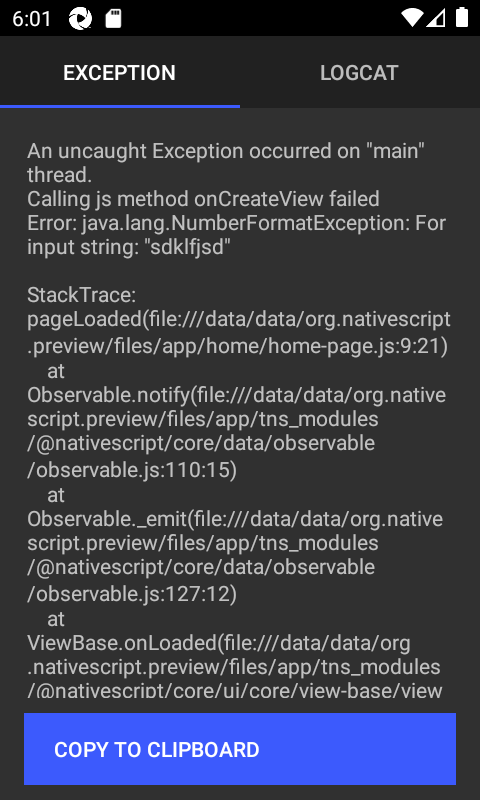 6:01
EXCEPTION
LOGCAT
An uncaught Exception occurred on "main"
thread.
Calling js method onCreateView failed
Error: java.lang.NumberFormatException: For
input string: "sdklfjsd"
StackTrace:
pageLoaded(file:///data/data/org.nativescript
.preview/files/app/home/home-page.js:9:21)
at
Observable.notify(file:///data/data/org.native
script.preview/files/app/tns_modules
/@nativescript/core/data/observable
/observable.js:110:15)
at
Observable._emit(file:///data/data/org.native
script.preview/files/app/tns_modules
/@nativescript/core/data/observable
/observable.js:127:12)
at
ViewBase.onLoaded(file:///data/data/org
.nativescript.preview/files/app/tns_modules
/@nativescript/core/ui/core/view-base/view
COPY TO CLIPBOARD